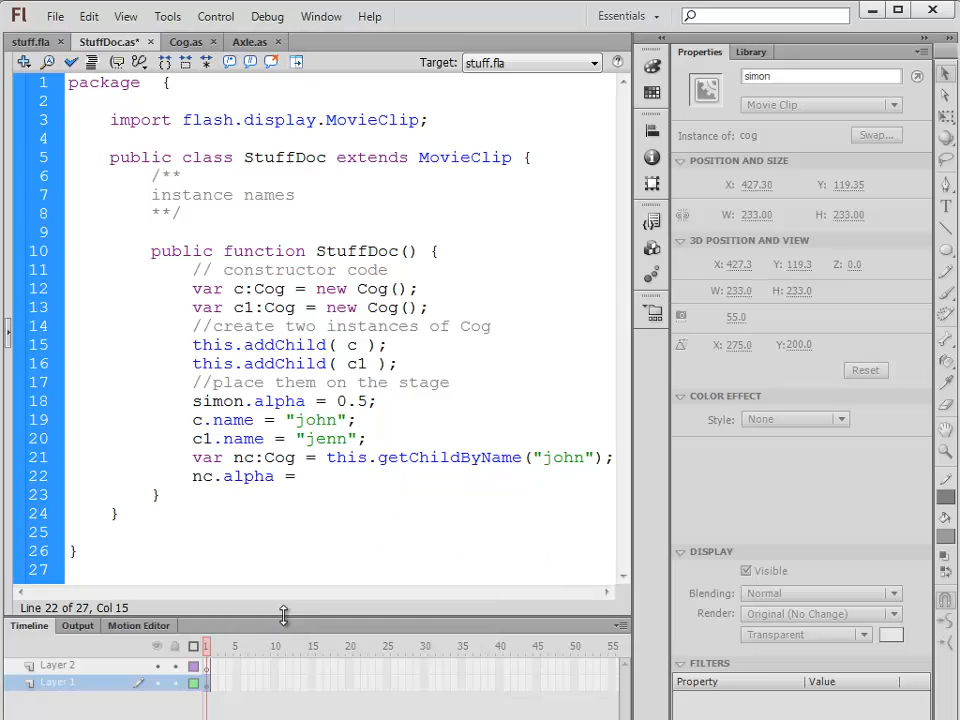 Fl File Edit View Tools Control Debug Window Help Essentials
stuff.fla × StuffDoc.as* × Cog.as × Axle.as ×
Target: stuff.fla
1 package {
2
3 import flash.display.MovieClip;
4
5 public class StuffDoc extends MovieClip {
6 /**
7 instance names
8 **/
9
10 public function StuffDoc() {
11 // constructor code
12 var c:Cog = new Cog();
13 var c1:Cog = new Cog();
14 //create two instances of Cog
15 this.addChild( c );
16 this.addChild( c1 );
17 //place them on the stage
18 simon.alpha = 0.5;
19 c.name = "john";
20 c1.name = "jenn";
21 var nc:Cog = this.getChildByName("john");
22 nc.alpha =
23 }
24 }
25
26 }
27
Line 22 of 27, Col 15
Timeline Output Motion Editor
1 5 10 15 20 25 30 35 40 45 50 55
Layer 2
Layer 1
Properties Library
simon
Movie Clip
Instance of: cog Swap...
POSITION AND SIZE
X: 427.30 Y: 119.35
W: 233.00 H: 233.00
3D POSITION AND VIEW
X: 427.3 Y: 119.3 Z: 0.0
W: 233.0 H: 233.0
55.0
X: 275.0 Y: 200.0
Reset
COLOR EFFECT
Style: None
DISPLAY
Visible
Blending: Normal
Render: Original (No Change)
Transparent
FILTERS
Property Value